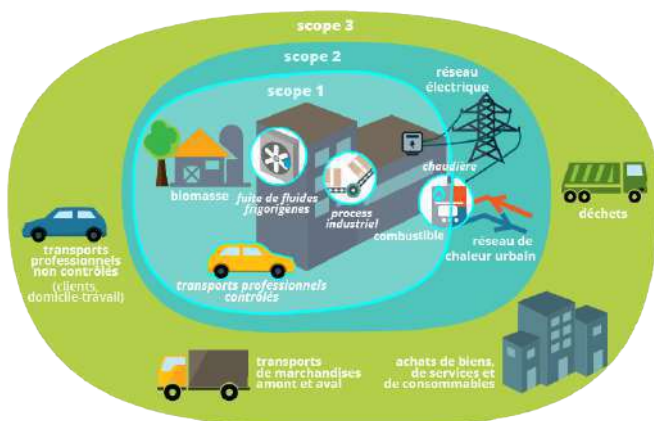 scope 3
scope 2
scope 1
réseau
électrique
biomasse
fuite de fluides
frigorigènes
process
industriel
chaudière
combustible
réseau de
chaleur urbain
déchets
transports
professionnels
non contrôlés
(clients,
domicile-travail)
transports professionnels
contrôlés
transports
de marchandises
amont et aval
achats de biens,
de services et
de consommables